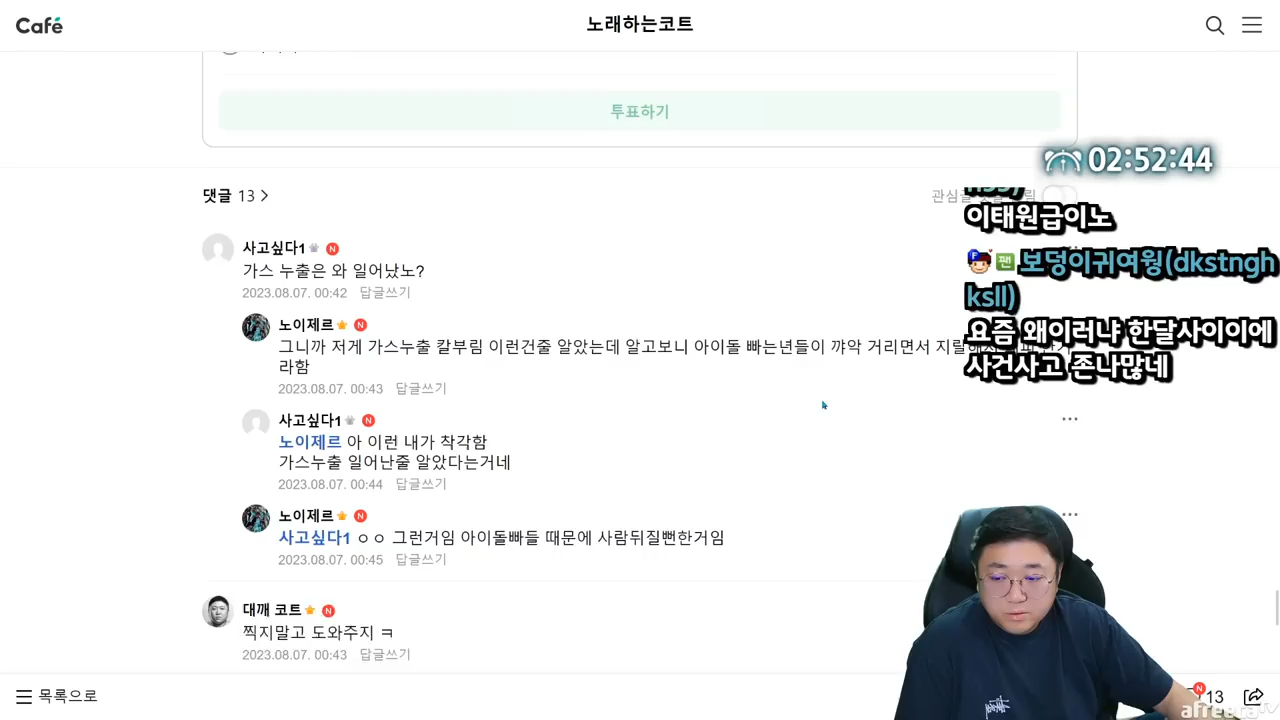 Café
노래하는코트
투표하기
02:52:44
댓글 13
관심글
이태원급이노
사고싶다1 N
가스 누출은 와 일어났노?
2023.08.07. 00:42 답글쓰기
팬 보덩이귀여웡(dkstngh
ksll)
요즘 왜이러냐 한달사이이에
사건사고 존나많네
노이제르 N
그니까 저게 가스누출 칼부림 이런건줄 알았는데 알고보니 아이돌 빠는년들이 꺄악 거리면서
라함
2023.08.07. 00:43 답글쓰기
사고싶다1 N
노이제르 아 이런 내가 착각함
가스누출 일어난줄 알았다는거네
2023.08.07. 00:44 답글쓰기
노이제르 N
사고싶다1 ㅇㅇ 그런거임 아이돌빠들 때문에 사람뒤질뻔한거임
2023.08.07. 00:45 답글쓰기
대깨 코트 N
찍지말고 도와주지 ㅋ
2023.08.07. 00:43 답글쓰기
목록으로
N 13
afreecaTV